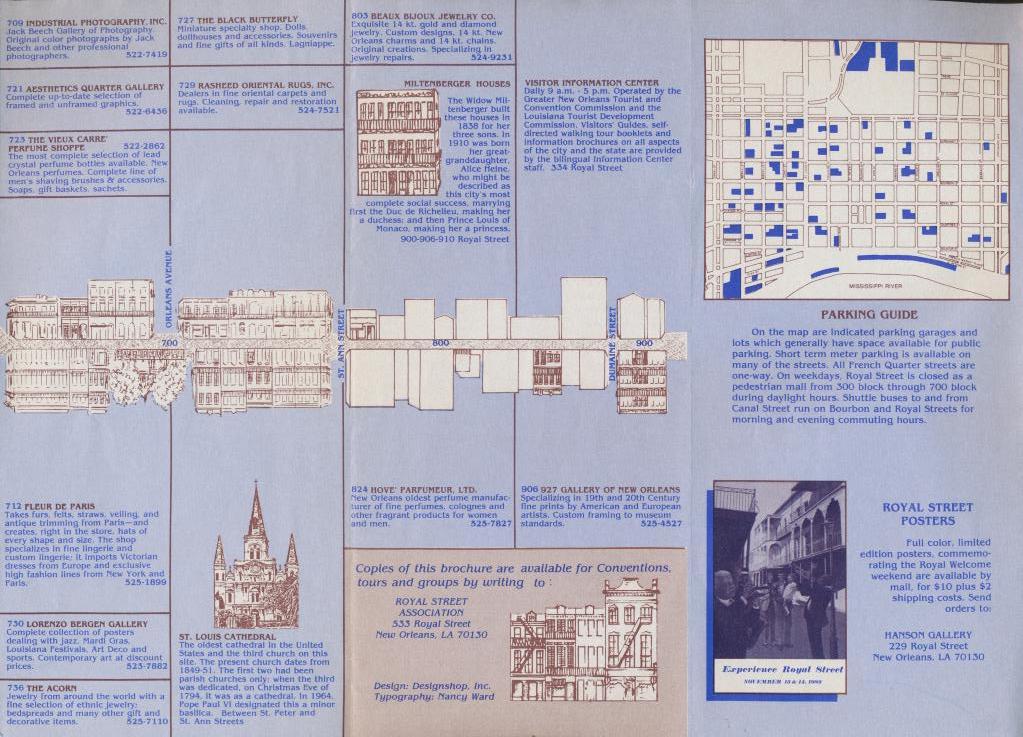 709 INDUSTRIAL PHOTOGRAPHY, INC.
Jack Beech Gallery of Photography.
Original color photographs by Jack
Beech and other professional
photographers. 522-7419
721 AESTHETICS QUARTER GALLERY
Complete up-to-date selection of
framed and unframed graphics.
522-6436
723 THE VIEUX CARRE' 522-2862
PERFUME SHOPPE
The most complete selection of lead
crystal perfume bottles available. New
Orleans perfumes. Complete line of
men's shaving brushes & accessories.
Soaps, gift baskets, sachets.
727 THE BLACK BUTTERFLY
Miniature specialty shop. Dolls,
dollhouses and accessories. Souvenirs
and fine gifts of all kinds. Lagniappe.
729 RASHEED ORIENTAL RUGS, INC.
Dealers in fine oriental carpets and
rugs. Cleaning, repair and restoration
available. 524-7521
803 BEAUX BIJOUX JEWELRY CO.
Exquisite 14 kt. gold and diamond
jewelry. Custom designs, 14 kt. New
Orleans charms and 14 kt. chains.
Original creations. Specializing in
jewelry repairs. 524-9231
MILTENBERGER HOUSES
The Widow Mil-
tenberger built
these houses in
1838 for her
three sons. In
1910 was born
her great-
granddaughter,
Alice Heine,
who might be
described as
this city's most
complete social success, marrying
first the Duc de Richelieu, making her
a duchess; and then Prince Louis of
Monaco, making her a princess.
900-906-910 Royal Street
VISITOR INFORMATION CENTER
Daily 9 a.m. - 5 p.m. Operated by the
Greater New Orleans Tourist and
Convention Commission and the
Louisiana Tourist Development
Commission. Visitors' Guides, self-
directed walking tour booklets and
information brochures on all aspects
of the city and the state are provided
by the bilingual Information Center
staff. 334 Royal Street
ORLEANS AVENUE
700
ST. ANN STREET
800
DUMAINE STREET
900
712 FLEUR DE PARIS
Takes furs, felts, straws, veiling, and
antique trimming from Paris—and
creates, right in the store, hats of
every shape and size. The shop
specializes in fine lingerie and
custom lingerie; it imports Victorian
dresses from Europe and exclusive
high fashion lines from New York and
Paris. 525-1899
730 LORENZO BERGEN GALLERY
Complete collection of posters
dealing with jazz, Mardi Gras,
Louisiana Festivals, Art Deco and
sports. Contemporary art at discount
prices. 523-7882
736 THE ACORN
Jewelry from around the world with a
fine selection of ethnic jewelry;
bedspreads and many other gift and
decorative items. 525-7110
ST. LOUIS CATHEDRAL
The oldest cathedral in the United
States and the third church on this
site. The present church dates from
1849-51. The first two had been
parish churches only; when the third
was dedicated, on Christmas Eve of
1794, it was as a cathedral. In 1964,
Pope Paul VI designated this a minor
basilica. Between St. Peter and
St. Ann Streets
824 HOVE' PARFUMEUR, LTD.
New Orleans oldest perfume manufac-
turer of fine perfumes, colognes and
other fragrant products for women
and men. 525-7827
906 927 GALLERY OF NEW ORLEANS
Specializing in 19th and 20th Century
fine prints by American and European
artists. Custom framing to museum
standards. 525-4527
Copies of this brochure are available for Conventions,
tours and groups by writing to:
ROYAL STREET
ASSOCIATION
533 Royal Street
New Orleans, LA 70130
Design: Designshop, Inc.
Typography: Nancy Ward
MISSISSIPPI RIVER
PARKING GUIDE
On the map are indicated parking garages and
lots which generally have space available for public
parking. Short term meter parking is available on
many of the streets. All French Quarter streets are
one-way. On weekdays, Royal Street is closed as a
pedestrian mall from 300 block through 700 block
during daylight hours. Shuttle buses to and from
Canal Street run on Bourbon and Royal Streets for
morning and evening commuting hours.
Experience Royal Street
ROYAL STREET
POSTERS
Full color, limited
edition posters, commemo-
rating the Royal Welcome
weekend are available by
mail, for $10 plus $2
shipping costs. Send
orders to:
HANSON GALLERY
229 Royal Street
New Orleans, LA 70130